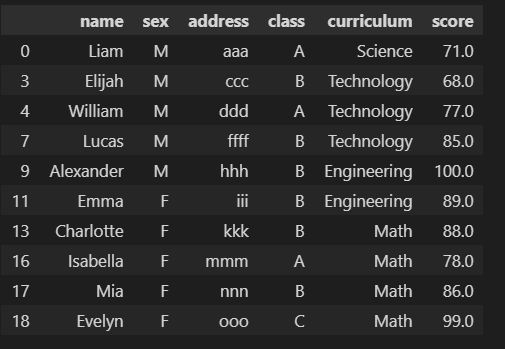 name sex address class curriculum score
0 Liam M aaa A Science 71.0
3 Elijah M ccc B Technology 68.0
4 William M ddd A Technology 77.0
7 Lucas M ffff B Technology 85.0
9 Alexander M hhh B Engineering 100.0
11 Emma F iii B Engineering 89.0
13 Charlotte F kkk B Math 88.0
16 Isabella F mmm A Math 78.0
17 Mia F nnn B Math 86.0
18 Evelyn F ooo C Math 99.0